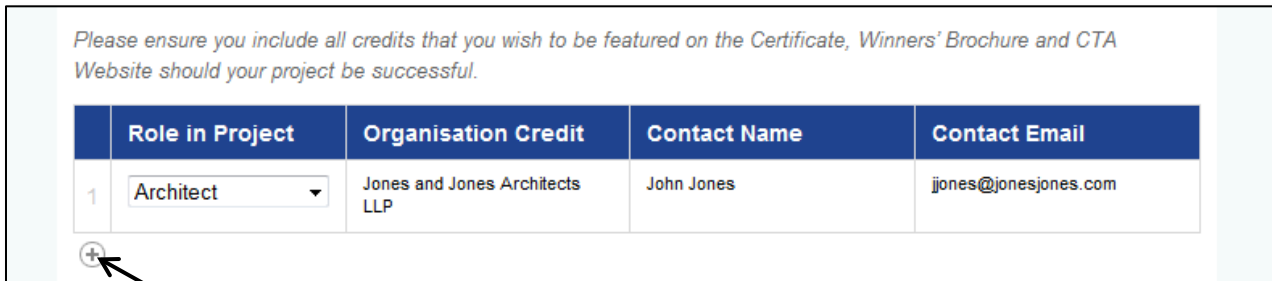 Please ensure you include all credits that you wish to be featured on the Certificate, Winners' Brochure and CTA
Website should your project be successful.
Role in Project Organisation Credit Contact Name Contact Email
1 Architect Jones and Jones Architects John Jones jjones@jonesjones.com
LLP